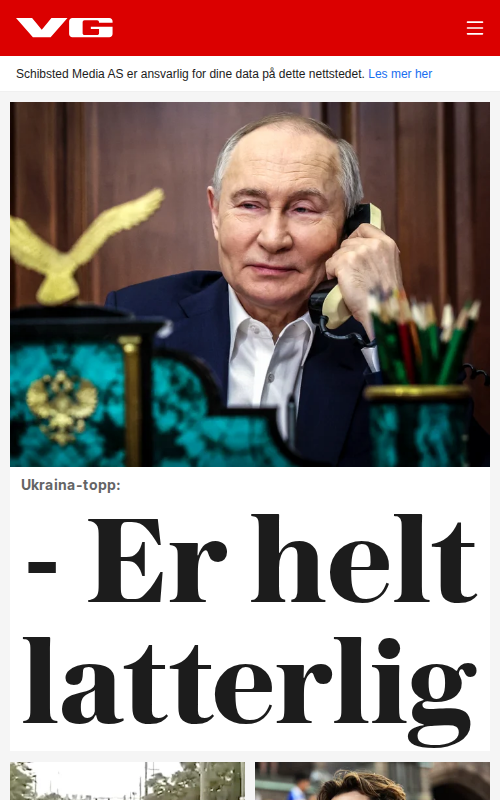 VG
Schibsted Media AS er ansvarlig for dine data på dette nettstedet. Les mer her
Ukraina-topp:
- Er helt
latterlig